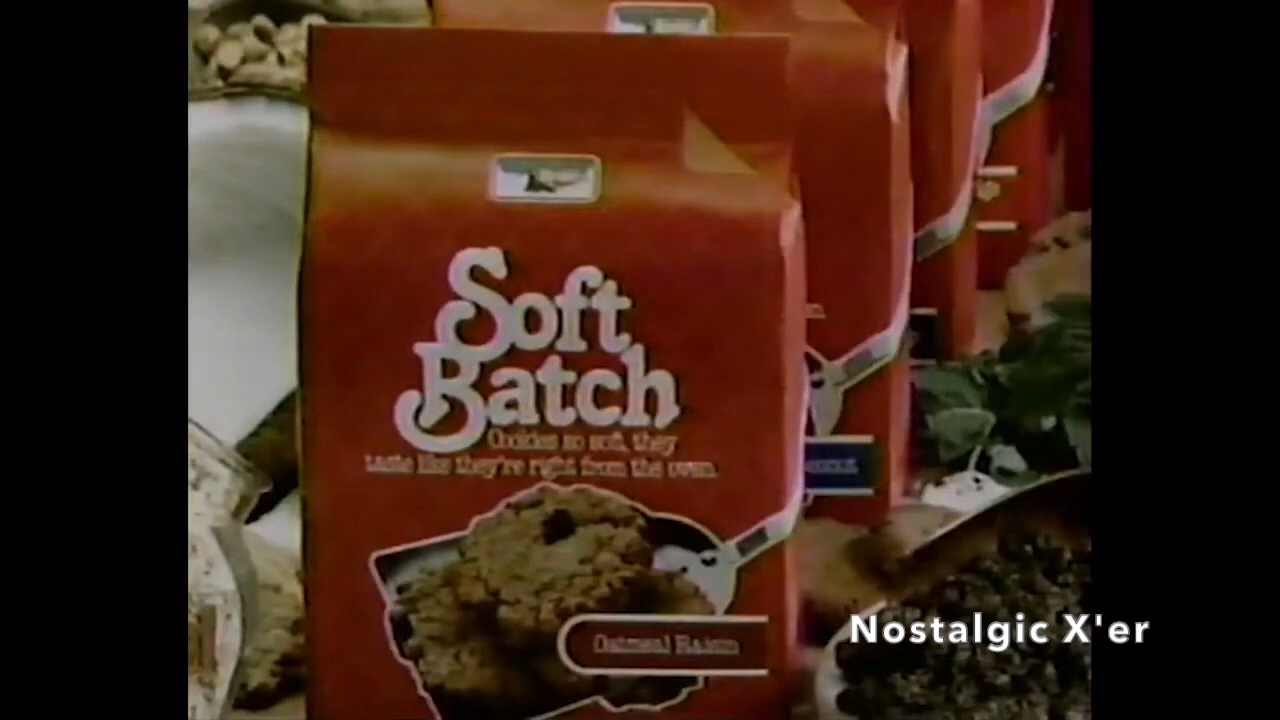 Soft
Batch
Cookies so soft, they
taste like they're right from the oven.
Oatmeal Raisin
Nostalgic X'er